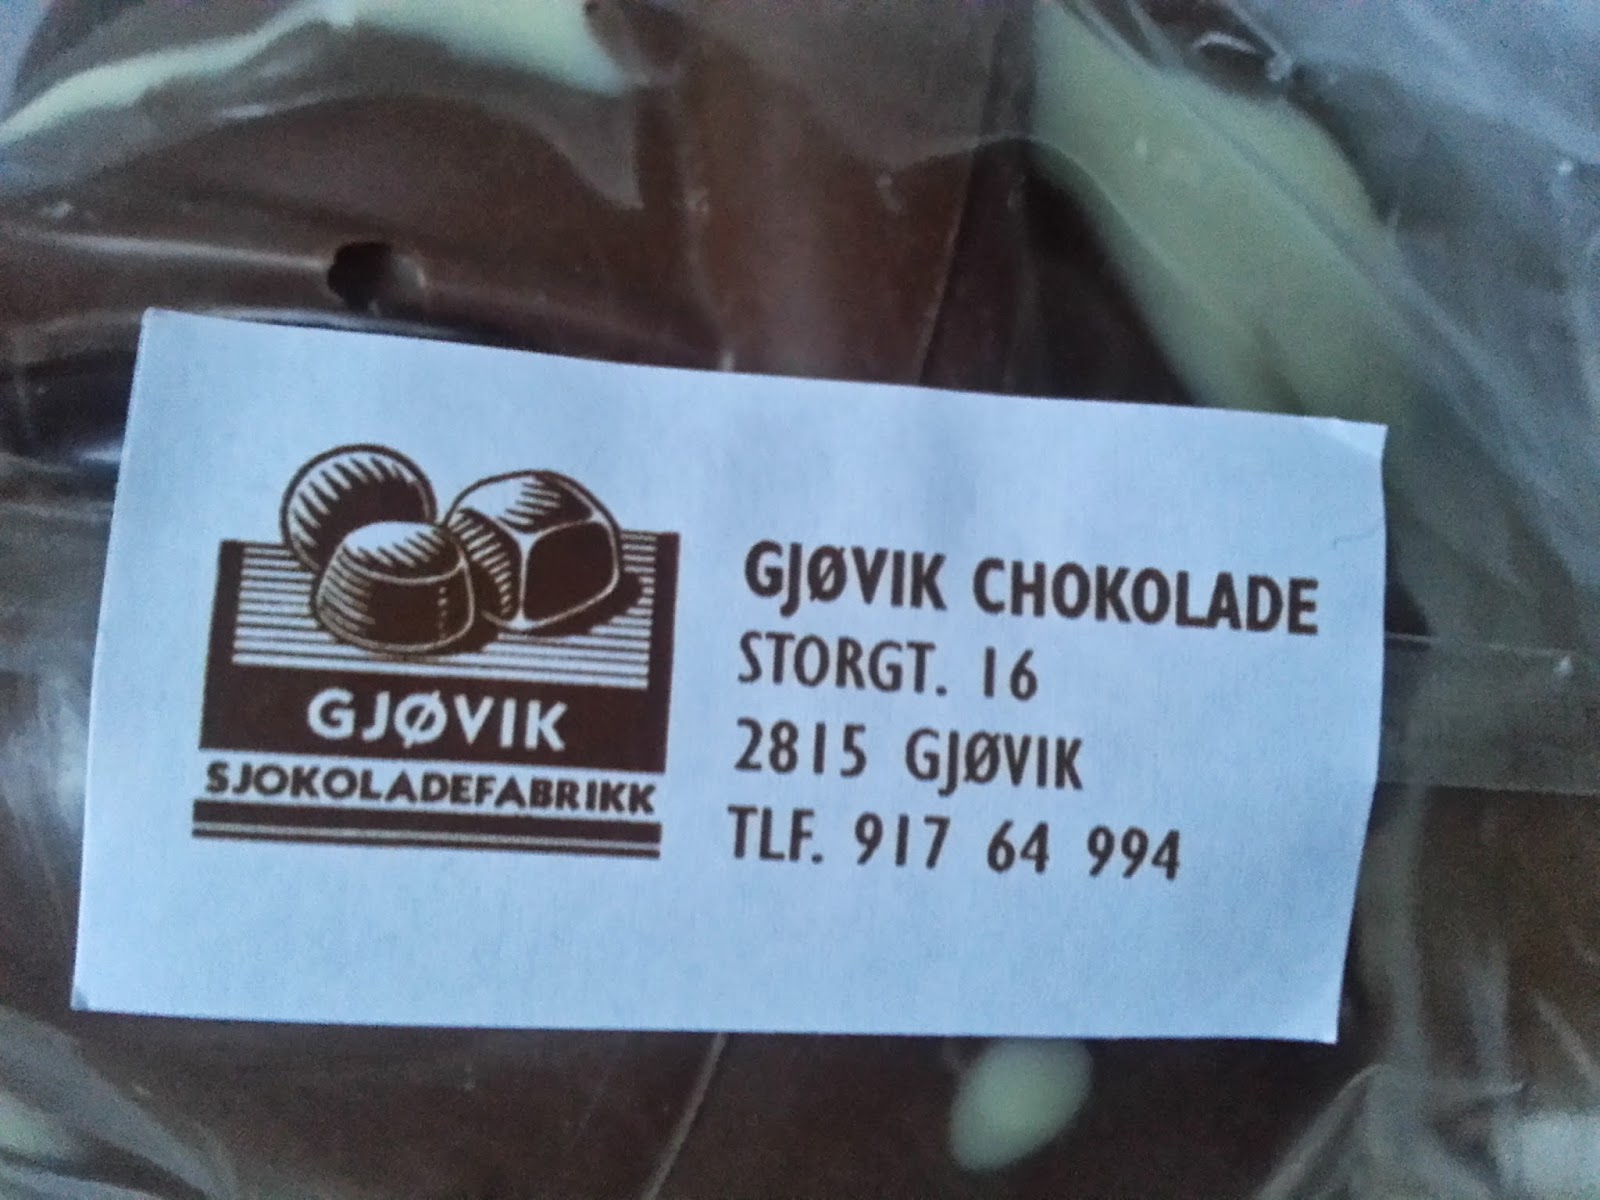 GJØVIK
SJOKOLADEFABRIKK
GJØVIK CHOKOLADE
STORGT. 16
2815 GJØVIK
TLF. 917 64 994